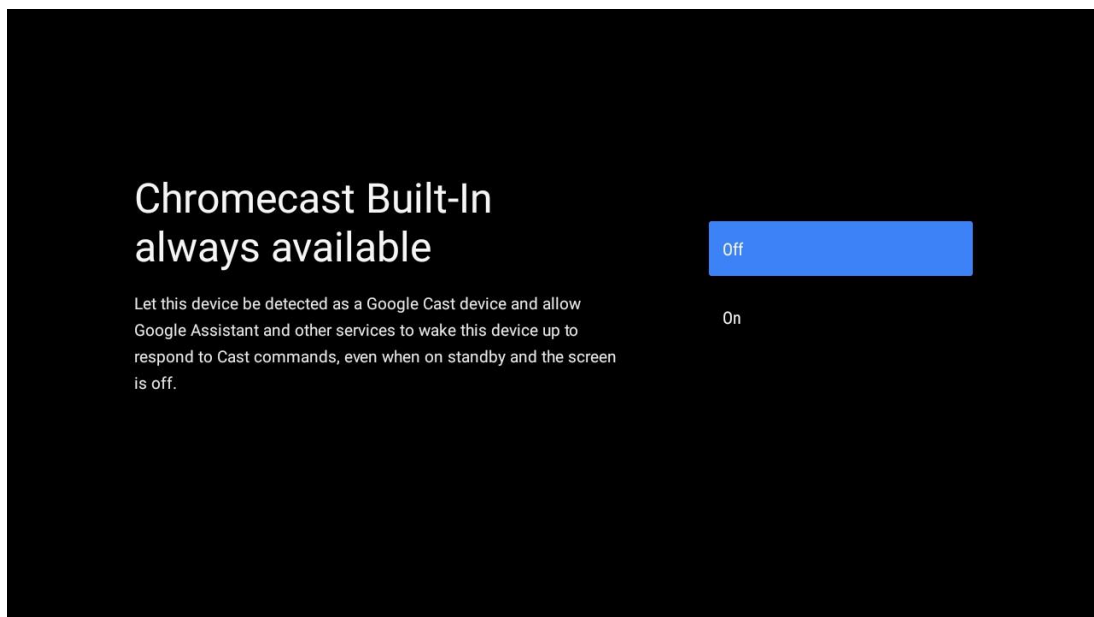 Chromecast Built-In
always available
Let this device be detected as a Google Cast device and allow
Google Assistant and other services to wake this device up to
respond to Cast commands, even when on standby and the screen
is off.
Off
On